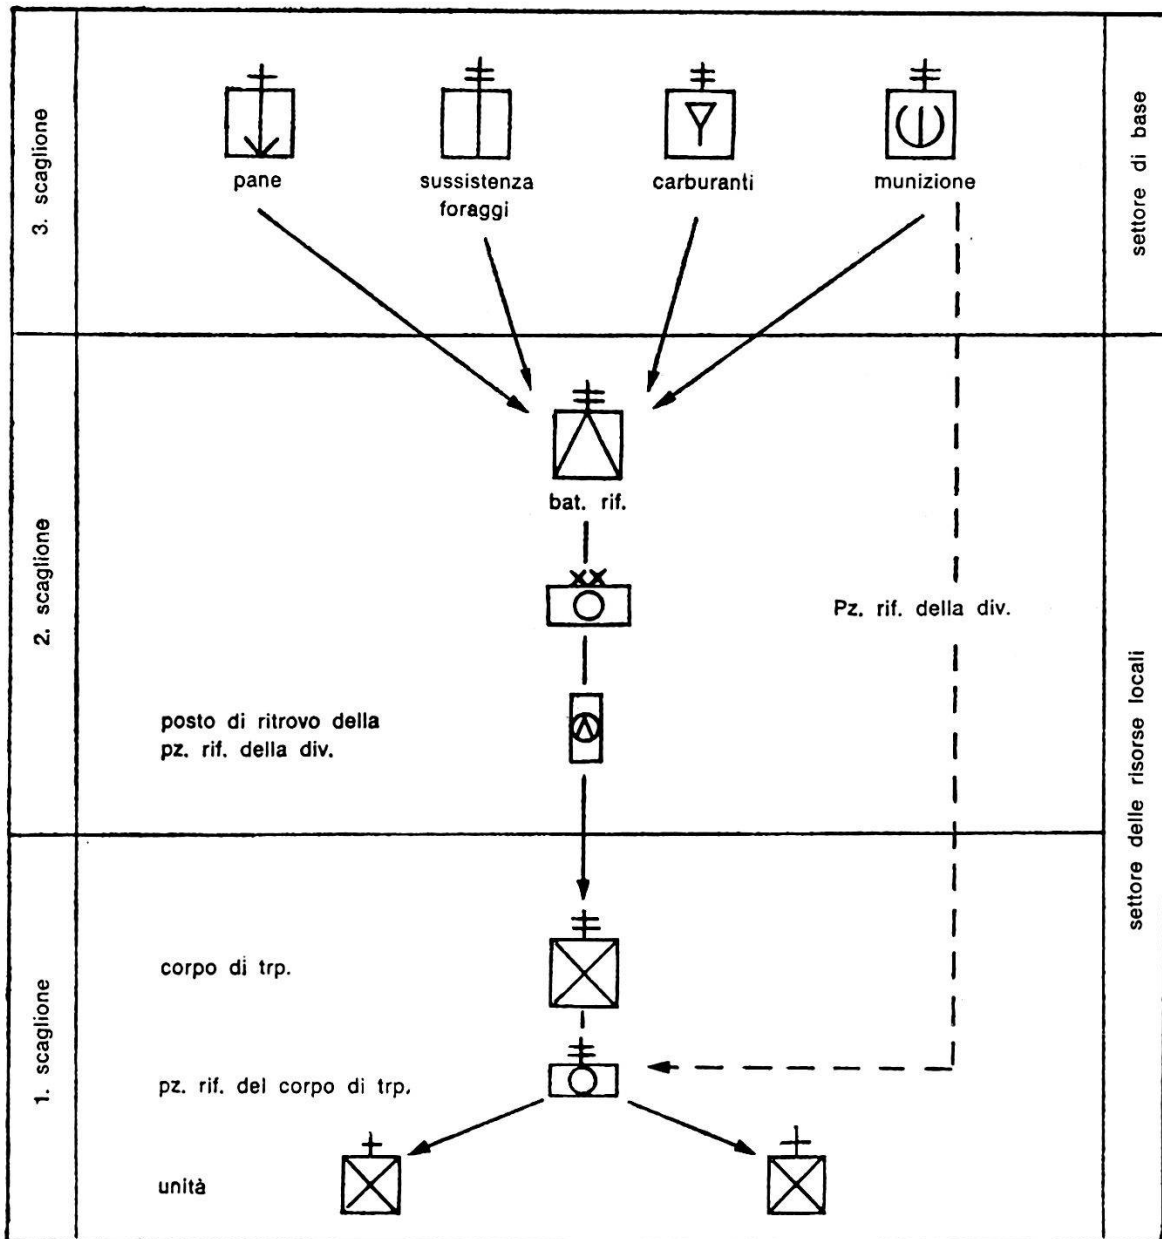 3. scaglione
pane
sussistenza
foraggi
carburanti
munizione
settore di base
2. scaglione
bat. rif.
Pz. rif. della div.
posto di ritrovo della
pz. rif. della div.
settore delle risorse locali
1. scaglione
corpo di trp.
pz. rif. del corpo di trp.
unità